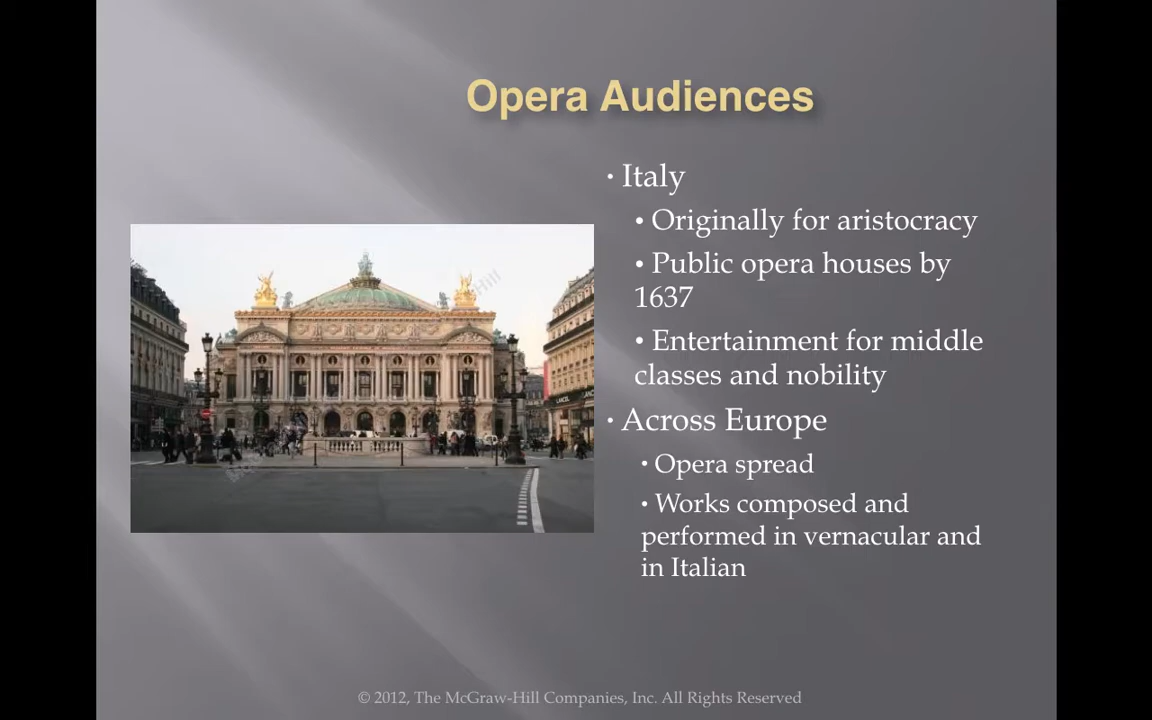 Opera Audiences
• Italy
• Originally for aristocracy
• Public opera houses by
1637
• Entertainment for middle
classes and nobility
• Across Europe
• Opera spread
• Works composed and
performed in vernacular and
in Italian
© 2012, The McGraw-Hill Companies, Inc. All Rights Reserved